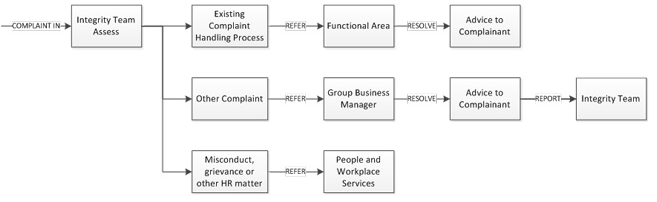 COMPLAINT IN
Integrity Team
Assess
Existing
Complaint
Handling Process
REFER
Functional Area
RESOLVE
Advice to
Complainant
Other Complaint
REFER
Group Business
Manager
RESOLVE
Advice to
Complainant
REPORT
Integrity Team
Misconduct,
grievance or
other HR matter
REFER
People and
Workplace
Services